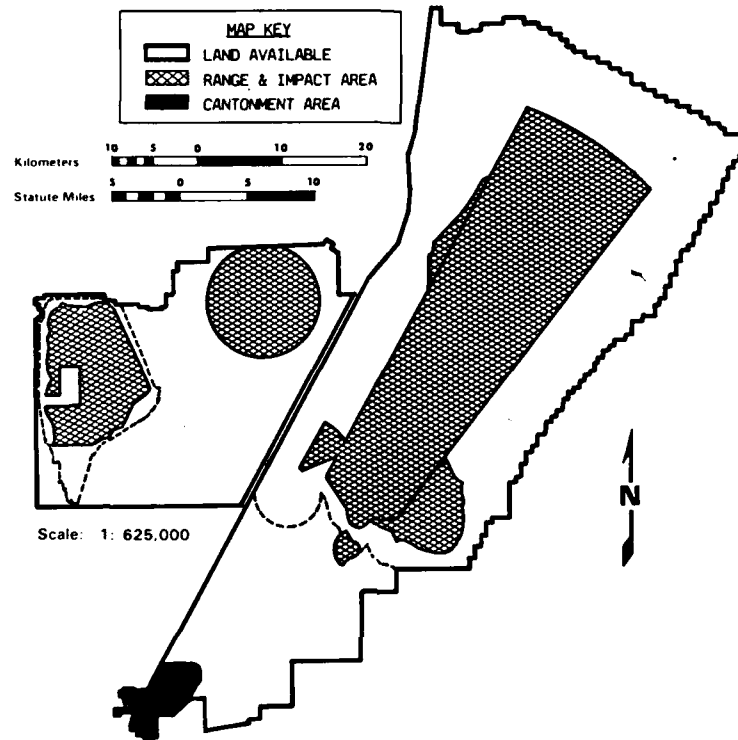 MAP KEY
LAND AVAILABLE
RANGE & IMPACT AREA
CANTONMENT AREA
10 5 0 10 20
Kilometers
Statute Miles
5 0 5 10
N
Scale: 1: 625,000